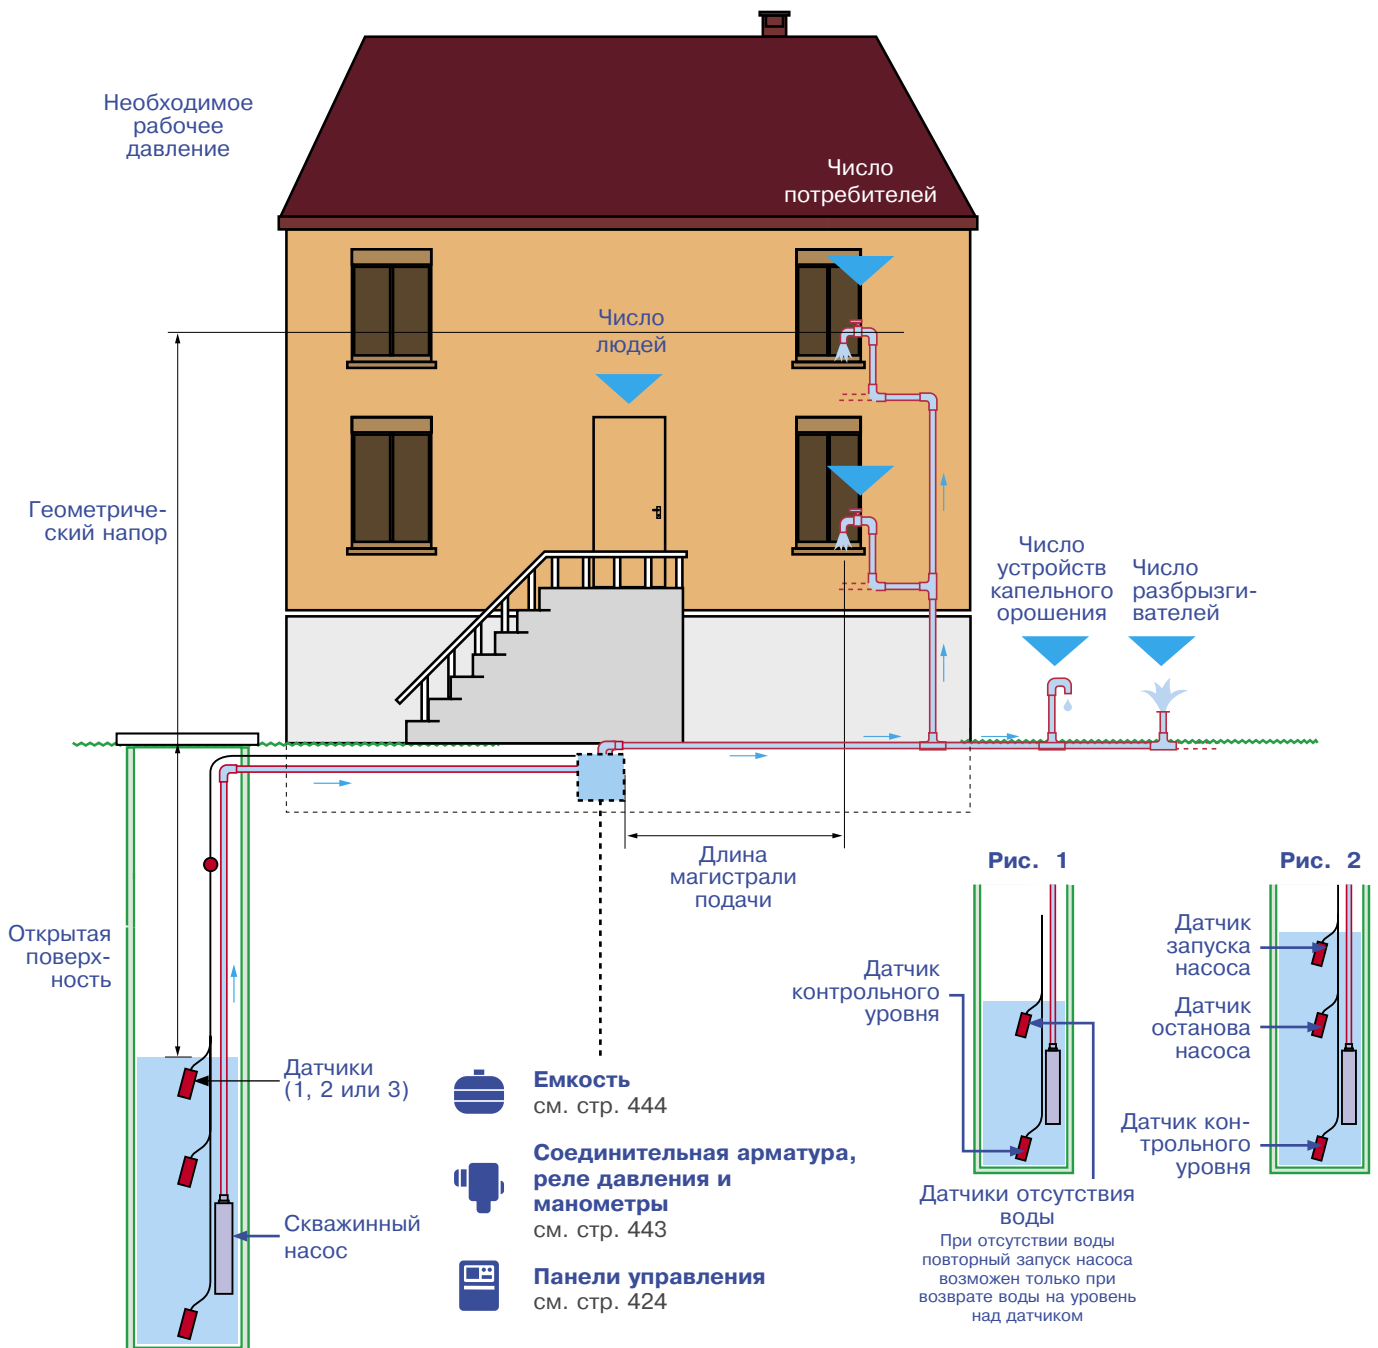 Необходимое
рабочее
давление
Число
потребителей
Число
людей
Геометриче-
ский напор
Число
устройств
капельного
орошения
Число
разбрызги-
вателей
Длина
магистрали
подачи
Открытая
поверх-
ность
Датчики
(1, 2 или 3)
Скважинный
насос
Емкость
см. стр. 444
Соединительная арматура,
реле давления и
манометры
см. стр. 443
Панели управления
см. стр. 424
Рис. 1
Датчик
контрольного
уровня
Датчики отсутствия
воды
При отсутствии воды
повторный запуск насоса
возможен только при
возврате воды на уровень
над датчиком
Рис. 2
Датчик
запуска
насоса
Датчик
останова
насоса
Датчик кон-
трольного
уровня